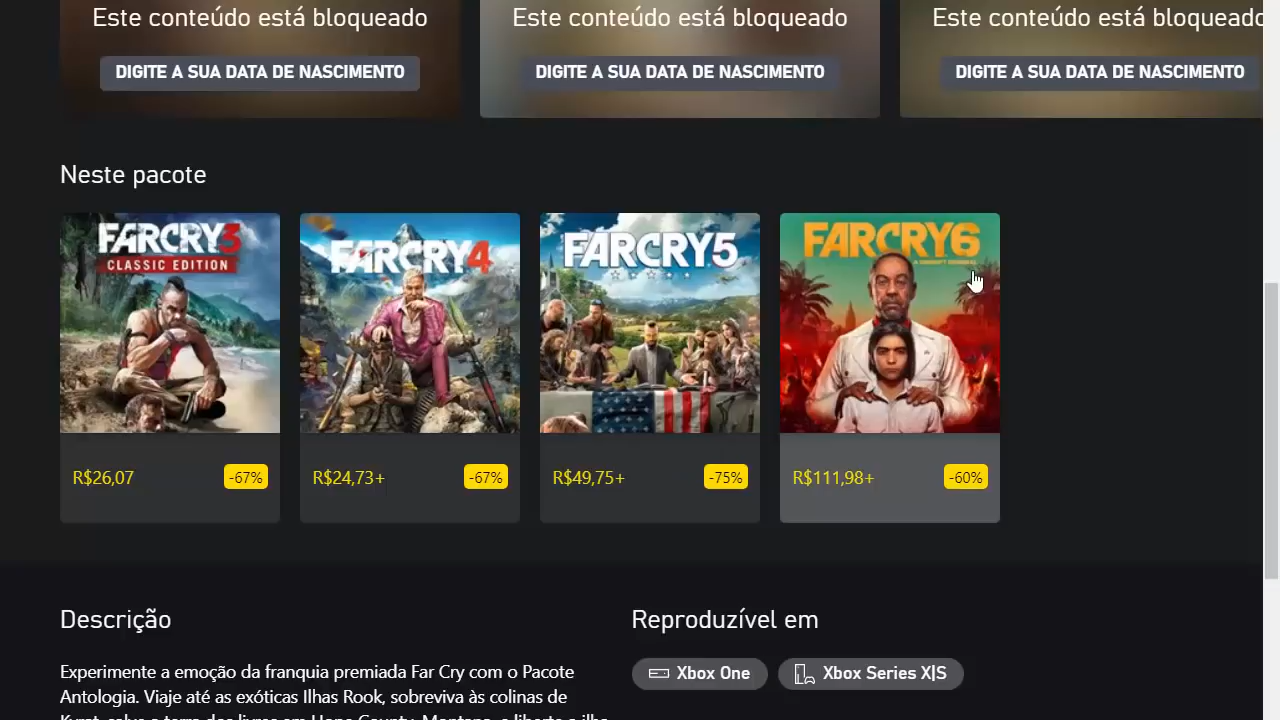 Este conteúdo está bloqueado
Este conteúdo está bloqueado
Este conteúdo está bloqueado
DIGITE A SUA DATA DE NASCIMENTO
DIGITE A SUA DATA DE NASCIMENTO
DIGITE A SUA DATA DE NASCIMENTO
Neste pacote
FARCRY3
CLASSIC EDITION
FARCRY4
FARCRY5
FARCRY6
R$26,07
-67%
R$24,73+
-67%
R$49,75+
-75%
R$111,98+
-60%
Descrição
Experimente a emoção da franquia premiada Far Cry com o Pacote
Antologia. Viaje até as exóticas Ilhas Rook, sobreviva às colinas de
Reproduzível em
Xbox One
Xbox Series X|S